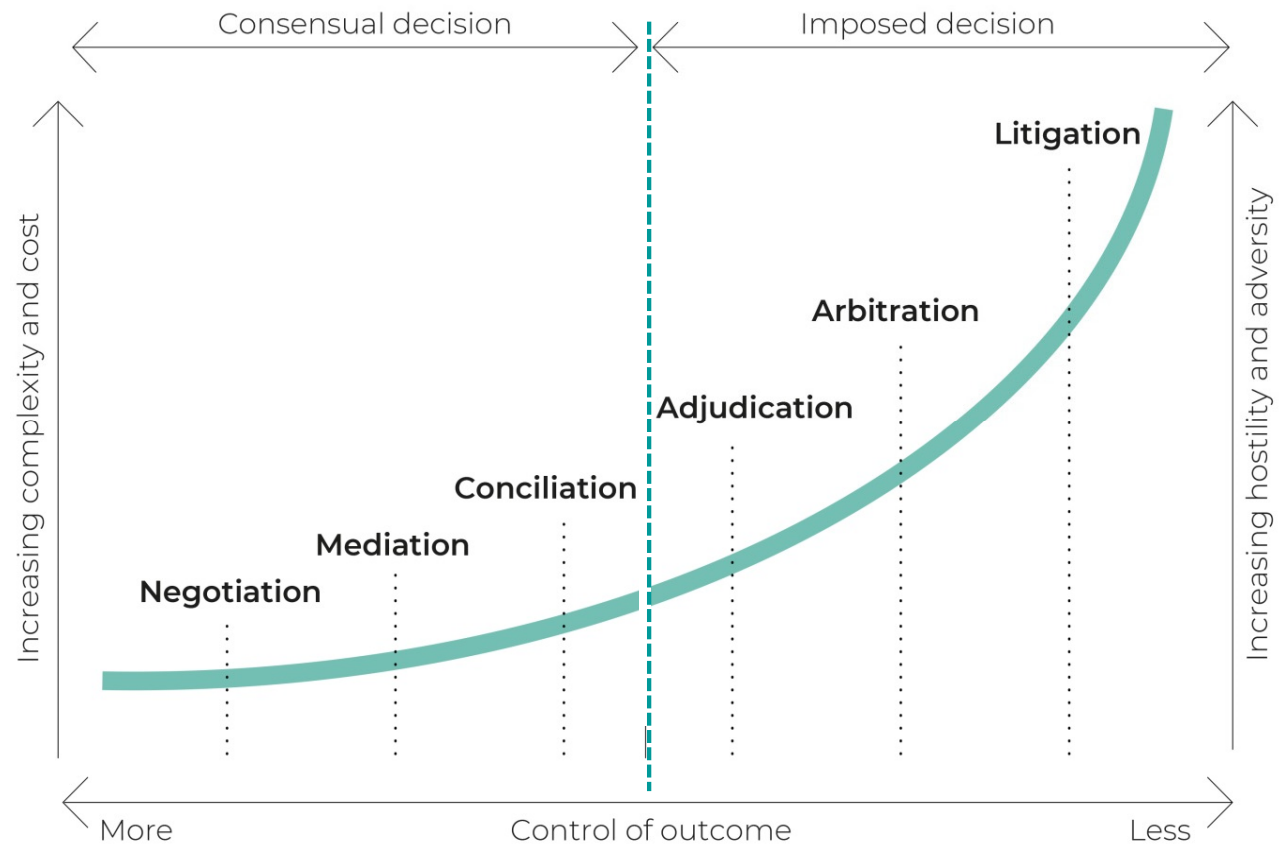 Consensual decision
Imposed decision
Increasing complexity and cost
Litigation
Arbitration
Adjudication
Conciliation
Mediation
Negotiation
Increasing hostility and adversity
More
Control of outcome
Less